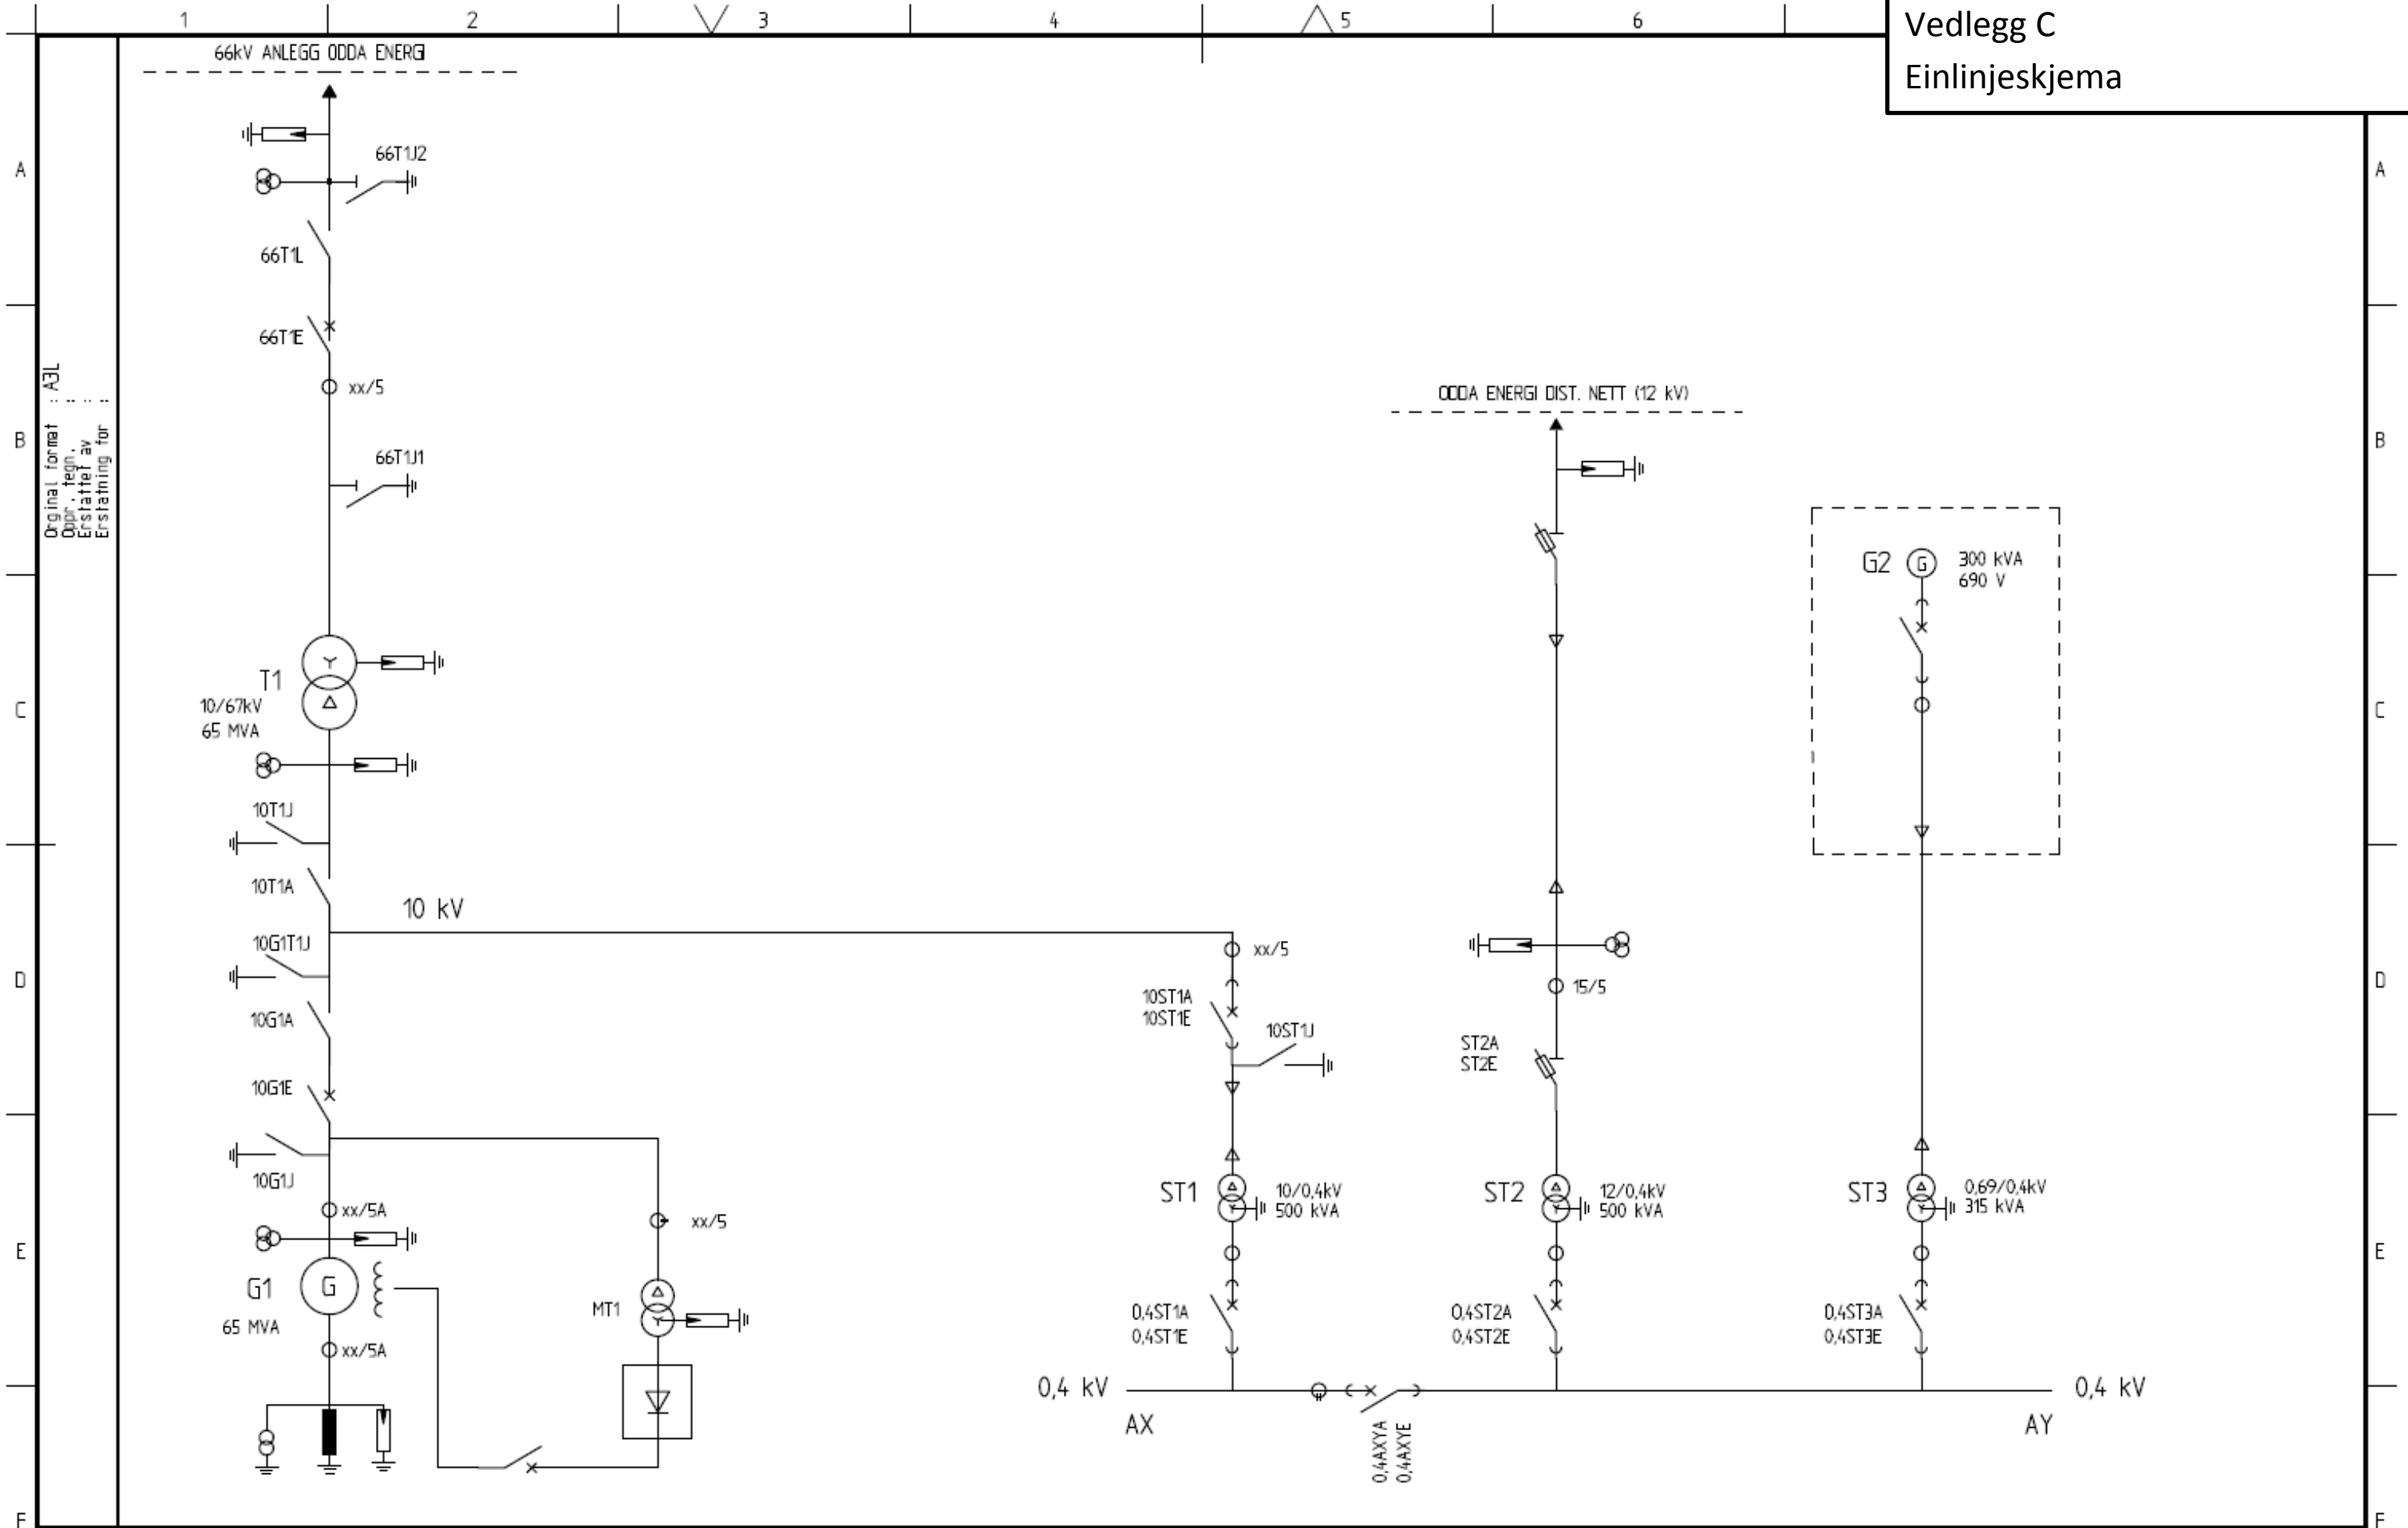 1 2 3 4 5 6
Vedlegg C
Einlinjeskjema
66kV ANLEGG ODDA ENERGI
A
A
66T1J2
66T1L
66T1E
xx/5
Orginal format : A3L
Oppr. tegn. :
Erstattet av :
Erstatning for :
ODDA ENERGI DIST. NETT (12 kV)
B
B
66T1J1
G2
G
300 kVA
690 V
T1
10/67kV
65 MVA
C
C
10T1J
10T1A
10 kV
10G1T1J
xx/5
D
D
15/5
10ST1A
10ST1E
10G1A
10ST1J
ST2A
ST2E
10G1E
10G1J
ST1
10/0,4kV
500 kVA
ST2
12/0,4kV
500 kVA
ST3
0,69/0,4kV
315 kVA
xx/5A
xx/5
E
E
G1
G
65 MVA
MT1
0,4ST1A
0,4ST1E
0,4ST2A
0,4ST2E
0,4ST3A
0,4ST3E
xx/5A
0,4 kV
0,4 kV
AX
AY
0,4AXYA
0,4AXYE
F
F